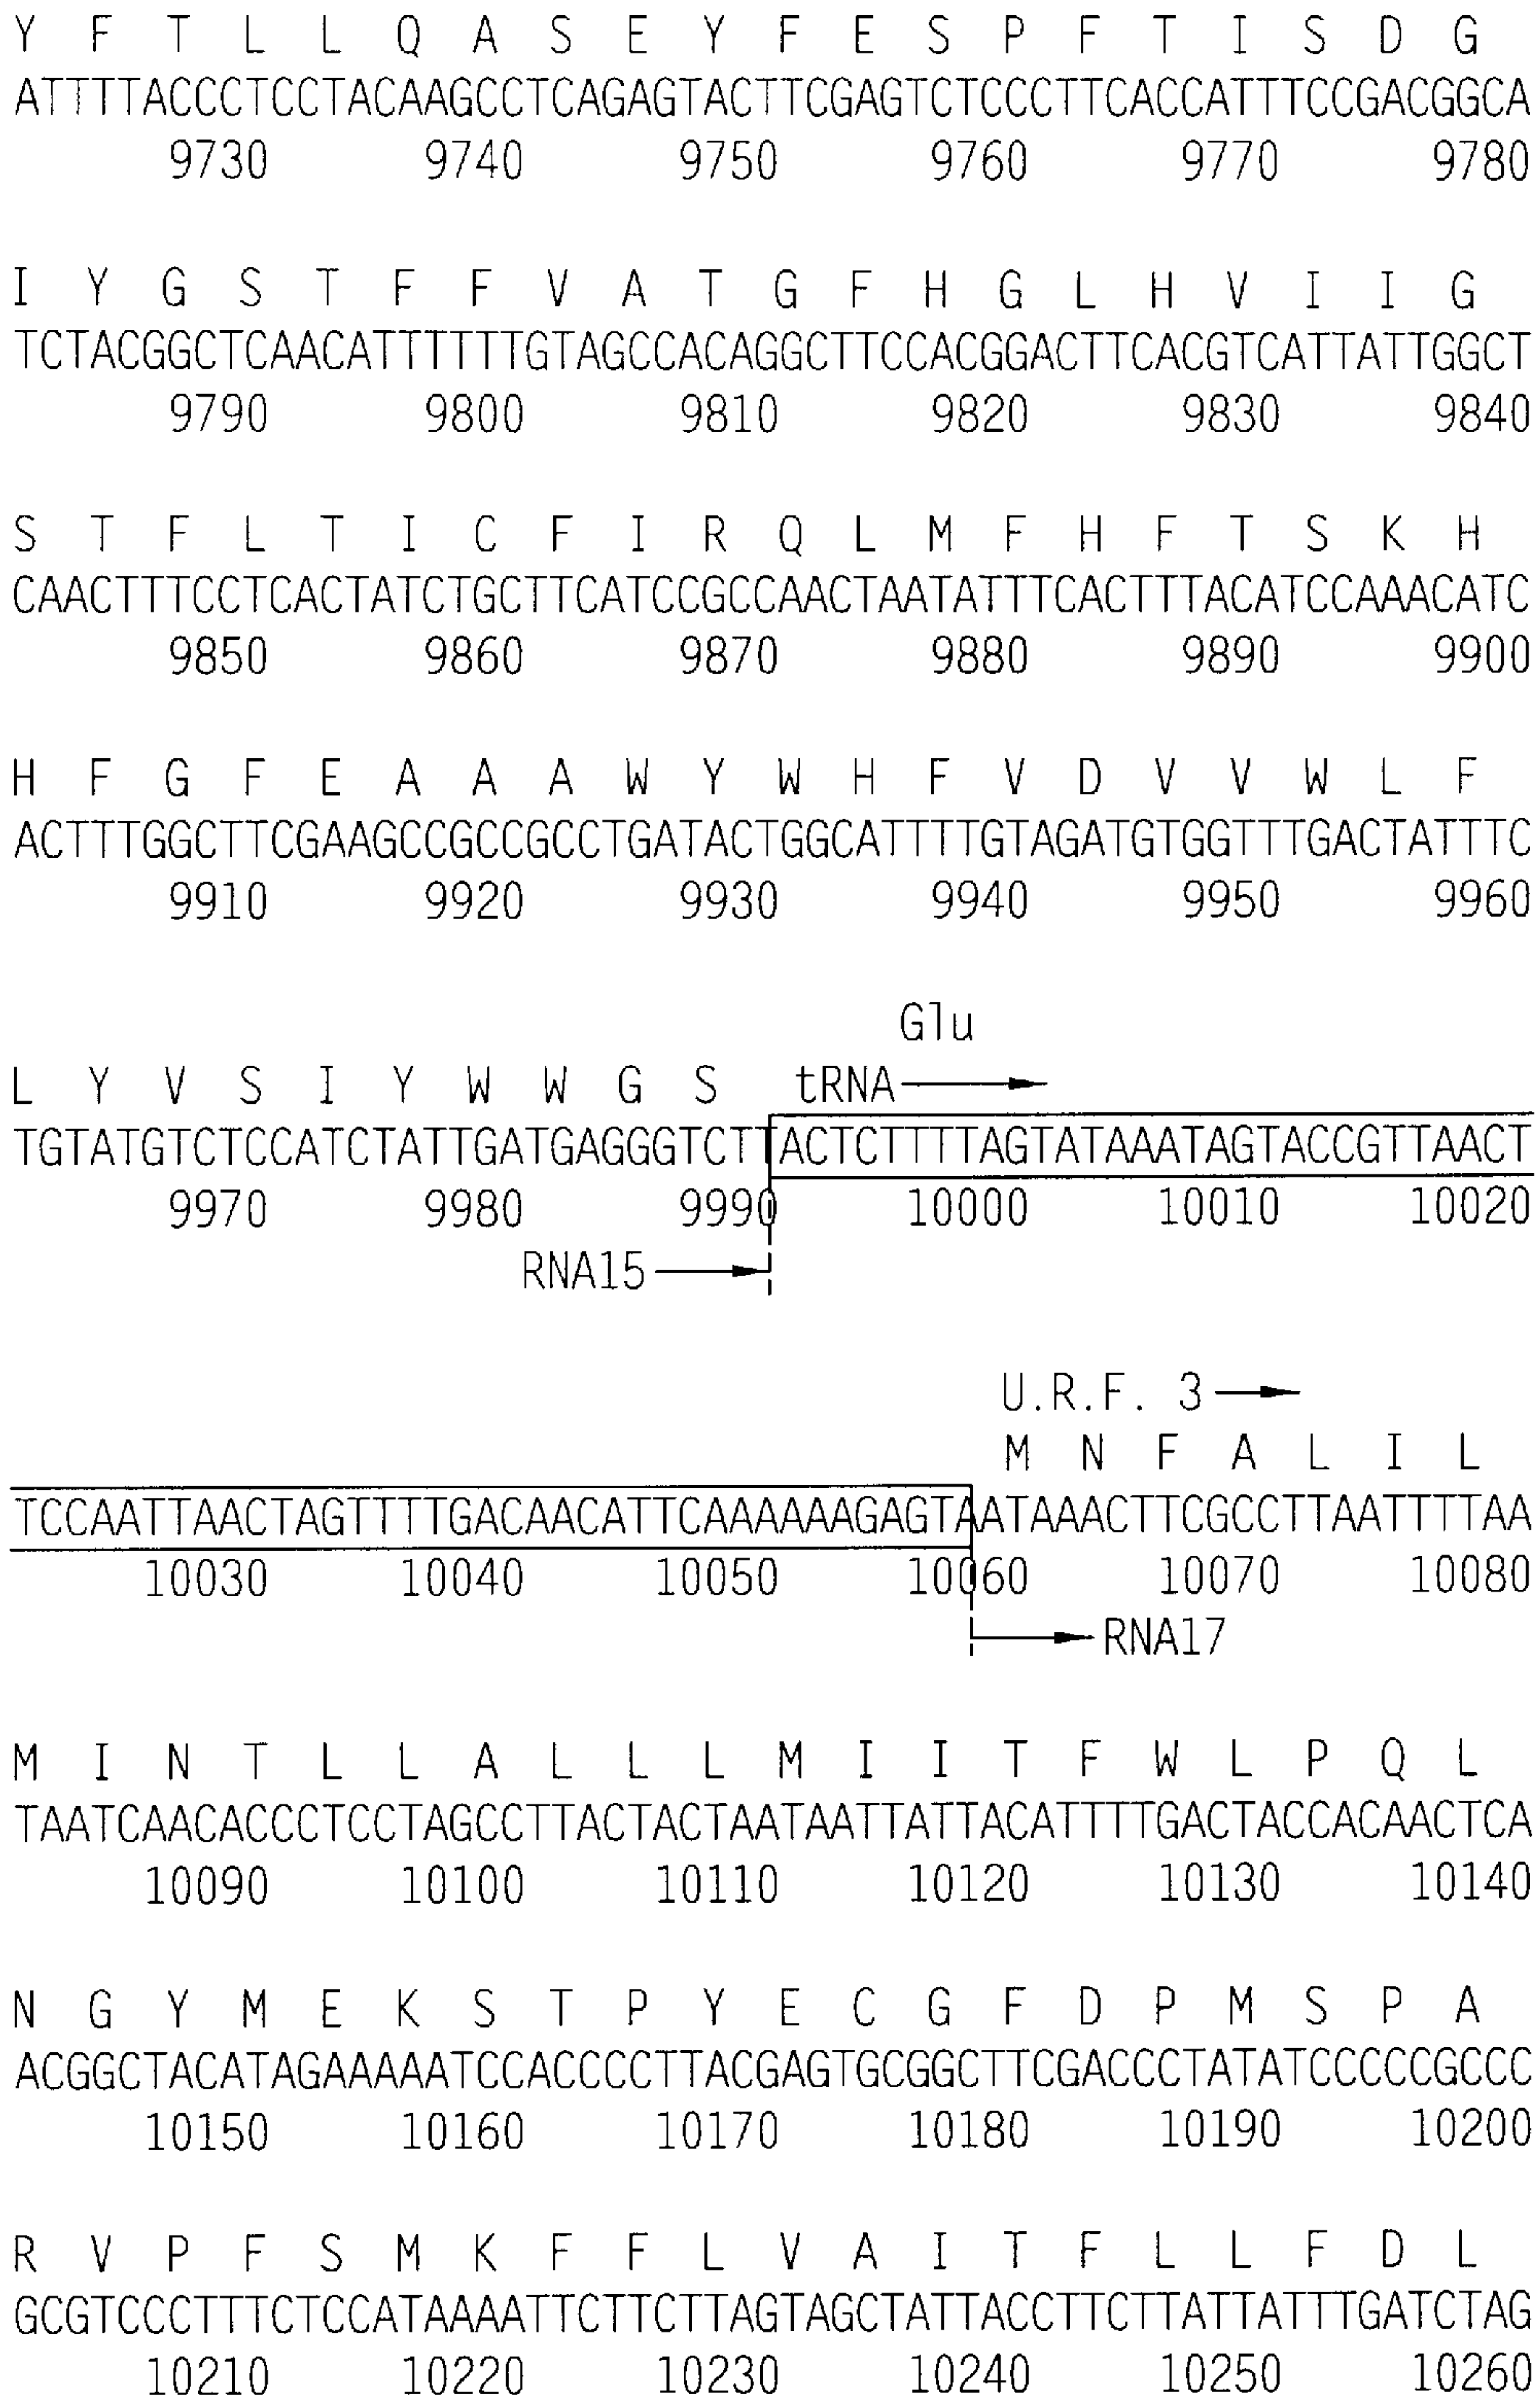 Y F T L L Q A S E Y F E S P F T I S D G
ATTTTACCCTCCTACAAGCCTCAGAGTACTTCGAGTCTCCCTTCACCATTTCCGACGGCA
9730 9740 9750 9760 9770 9780
I Y G S T F F V A T G F H G L H V I I G
TCTACGGCTCAACATTTTTTGTAGCCACAGGCTTCCACGGACTTCACGTCATTATTGGCT
9790 9800 9810 9820 9830 9840
S T F L T I C F I R Q L M F H F T S K H
CAACTTTCCTCACTATCTGCTTCATCCGCCAACTAATATTTCACTTTACATCCAAACATC
9850 9860 9870 9880 9890 9900
H F G F E A A A W Y W H F V D V V W L F
ACTTTGGCTTCGAAGCCGCCGCCTGATACTGGCATTTTGTAGATGTGGTTTGACTATTTC
9910 9920 9930 9940 9950 9960
Glu
L Y V S I Y W W G S tRNA
TGTATGTCTCCATCTATTGATGAGGGTCTTACTCTTTTAGTATAAATAGTACCGTTAACT
9970 9980 9990 10000 10010 10020
RNA15
U.R.F. 3
M N F A L I L
TCCAATTAACTAGTTTTGACAACATTCAAAAAAGAGTAATAAACTTCGCCTTAATTTTAA
10030 10040 10050 10060 10070 10080
RNA17
M I N T L L A L L L M I I T F W L P Q L
TAATCAACACCCTCCTAGCCTTACTACTAATAATTATTACATTTTGACTACCACAACTCA
10090 10100 10110 10120 10130 10140
N G Y M E K S T P Y E C G F D P M S P A
ACGGCTACATAGAAAAATCCACCCCTTACGAGTGCGGCTTCGACCCTATATCCCCCGCCC
10150 10160 10170 10180 10190 10200
R V P F S M K F F L V A I T F L L F D L
GCGTCCCTTTCTCCATAAAATTCTTCTTAGTAGCTATTACCTTCTTATTATTTGATCTAG
10210 10220 10230 10240 10250 10260